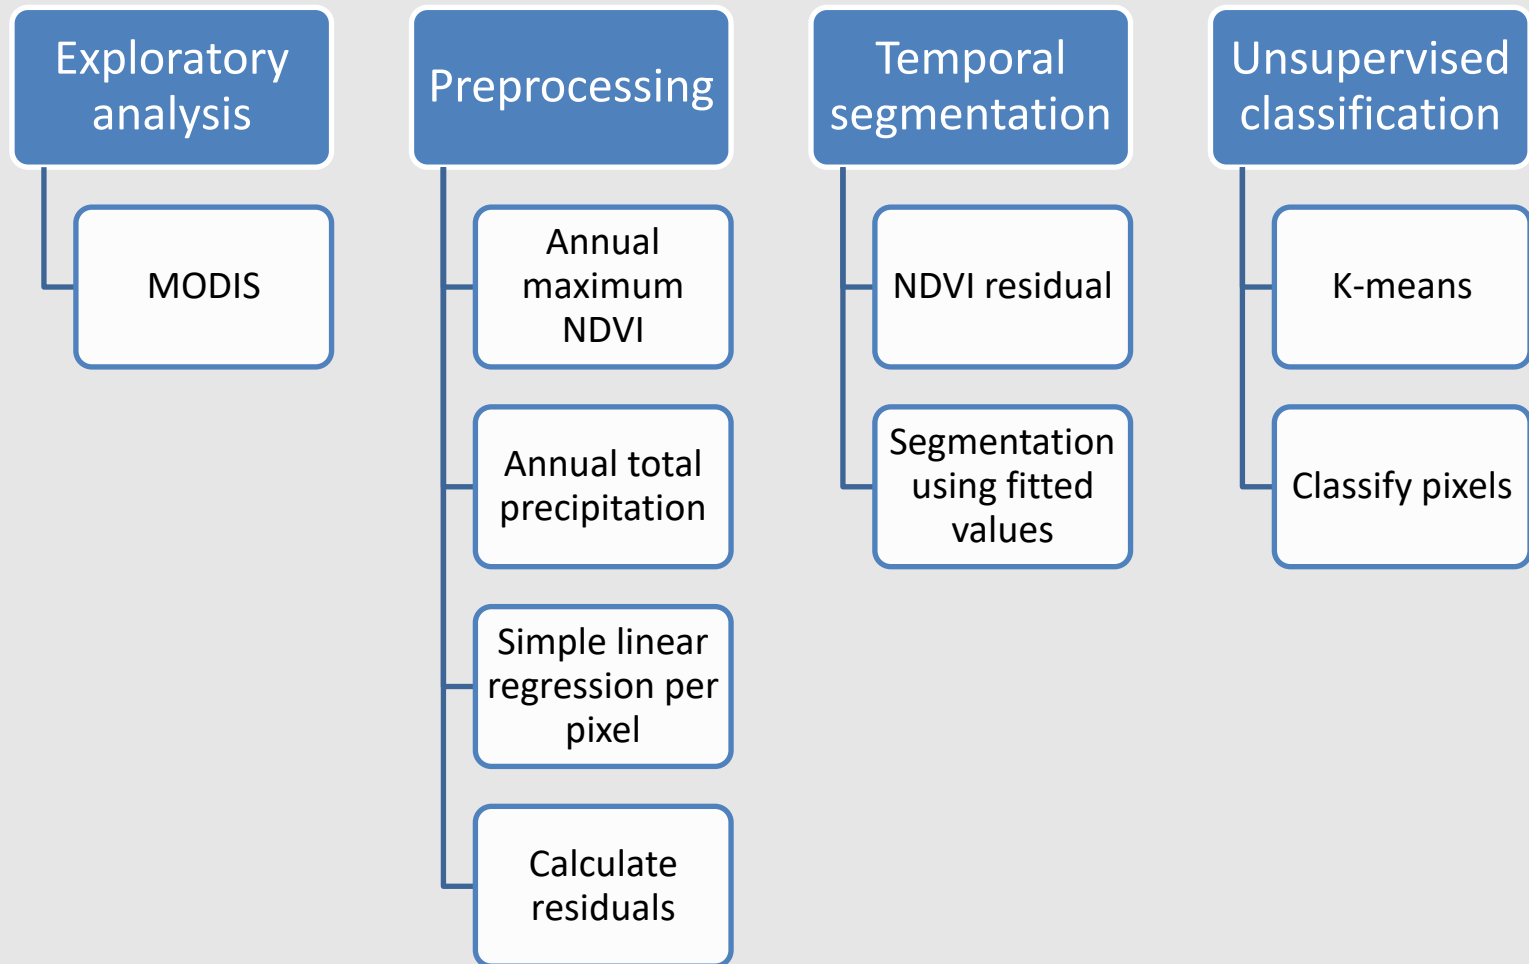 Exploratory
analysis
MODIS
Preprocessing
Annual
maximum
NDVI
Annual total
precipitation
Simple linear
regression per
pixel
Calculate
residuals
Temporal
segmentation
NDVI residual
Segmentation
using fitted
values
Unsupervised
classification
K-means
Classify pixels